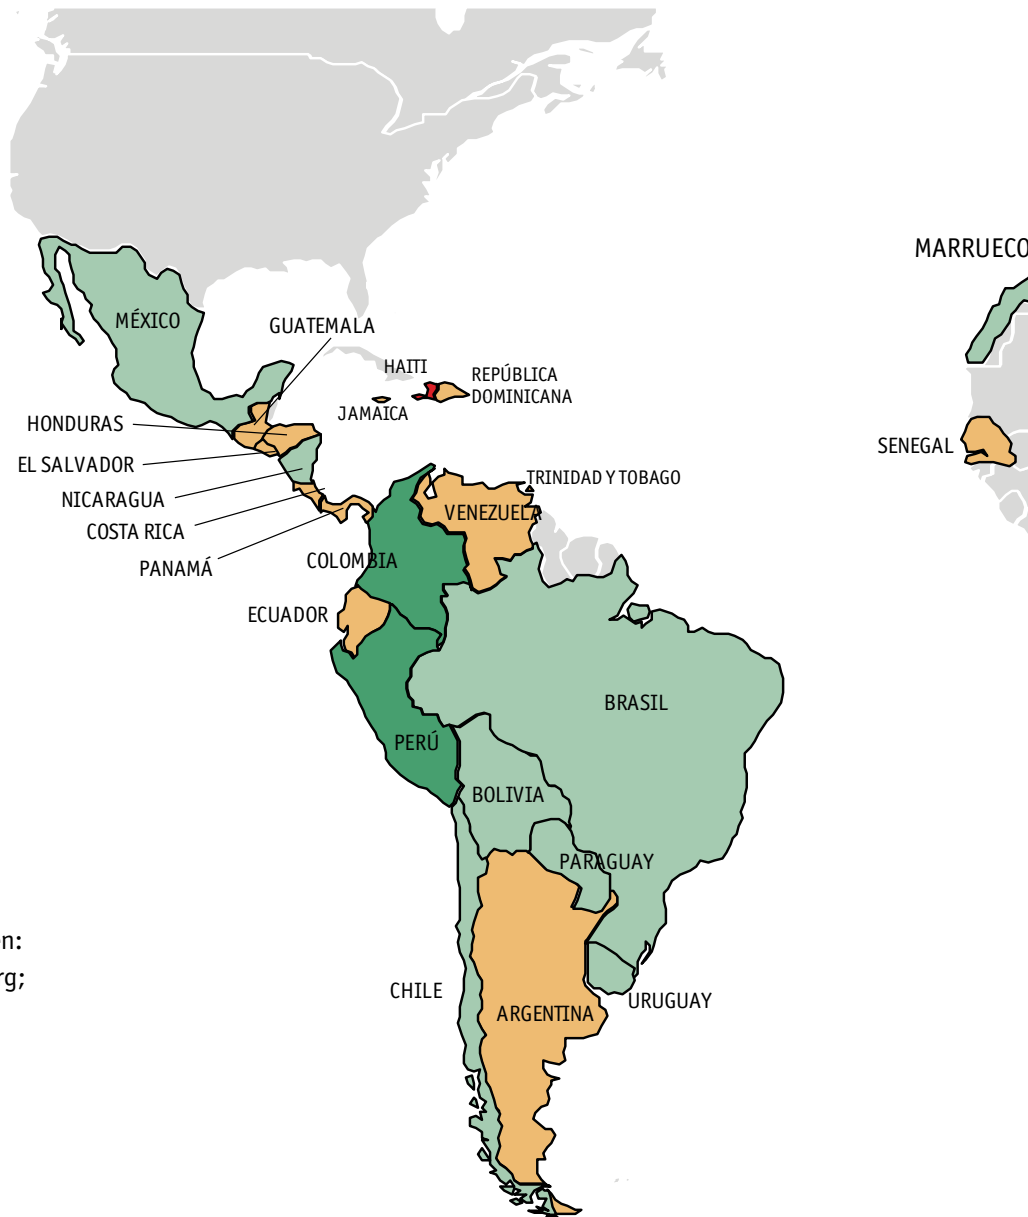 MARRUECO
MÉXICO
GUATEMALA
HAITI
REPÚBLICA
DOMINICANA
JAMAICA
HONDURAS
SENEGAL
EL SALVADOR
TRINIDAD Y TOBAGO
NICARAGUA
VENEZUELA
COSTA RICA
COLOMBIA
PANAMÁ
ECUADOR
BRASIL
PERÚ
BOLIVIA
PARAGUAY
n:
rg;
CHILE
URUGUAY
ARGENTINA